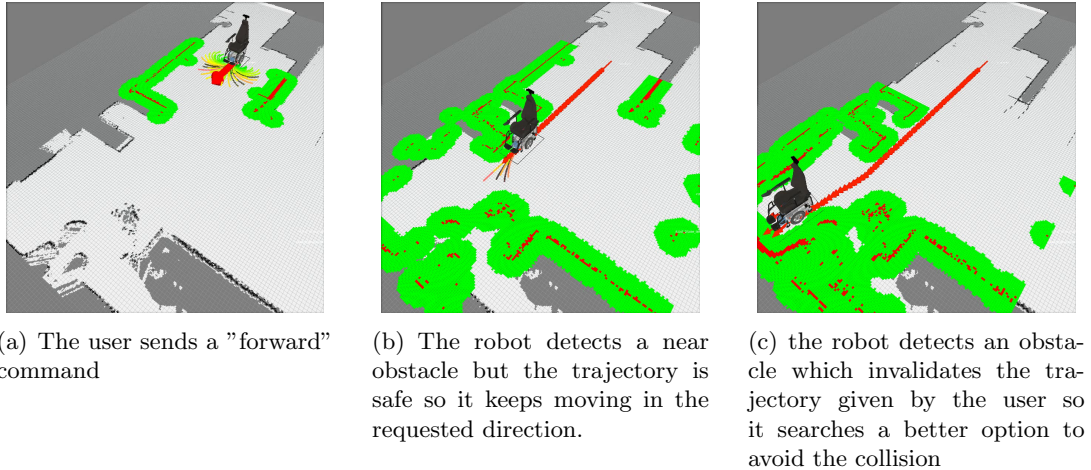 (a) The user sends a ”forward”
command
(b) The robot detects a near
obstacle but the trajectory is
safe so it keeps moving in the
requested direction.
(c) the robot detects an obsta-
cle which invalidates the tra-
jectory given by the user so
it searches a better option to
avoid the collision